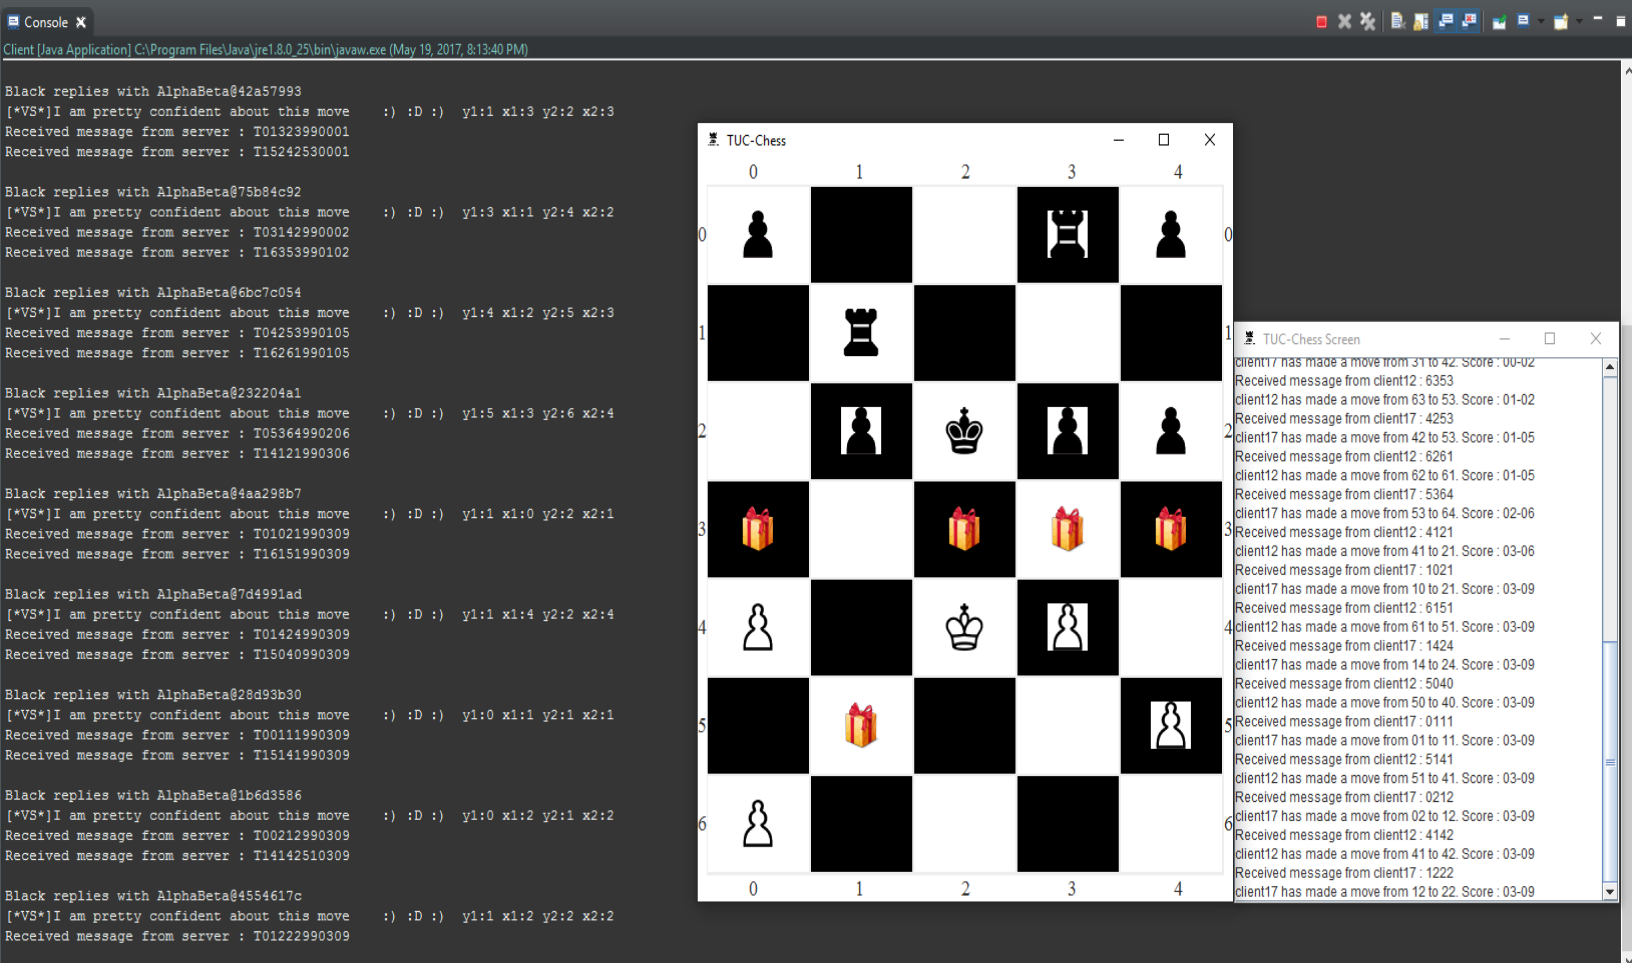 Console
Client [Java Application] C:\Program Files\Java\jre1.8.0_25\bin\javaw.exe (May 19, 2017, 8:13:40 PM)
Black replies with AlphaBeta@42a57993
[*VS*]I am pretty confident about this move :) :D :) y1:1 x1:3 y2:2 x2:3
Received message from server : T01323990001
Received message from server : T15242530001
Black replies with AlphaBeta@75b84c92
[*VS*]I am pretty confident about this move :) :D :) y1:3 x1:1 y2:4 x2:2
Received message from server : T03142990002
Received message from server : T16353990102
Black replies with AlphaBeta@6bc7c054
[*VS*]I am pretty confident about this move :) :D :) y1:4 x1:2 y2:5 x2:3
Received message from server : T04253990105
Received message from server : T16261990105
Black replies with AlphaBeta@232204a1
[*VS*]I am pretty confident about this move :) :D :) y1:5 x1:3 y2:6 x2:4
Received message from server : T05364990206
Received message from server : T14121990306
Black replies with AlphaBeta@4aa298b7
[*VS*]I am pretty confident about this move :) :D :) y1:1 x1:0 y2:2 x2:1
Received message from server : T01021990309
Received message from server : T16151990309
Black replies with AlphaBeta@7d4991ad
[*VS*]I am pretty confident about this move :) :D :) y1:1 x1:4 y2:2 x2:4
Received message from server : T01424990309
Received message from server : T15040990309
Black replies with AlphaBeta@28d93b30
[*VS*]I am pretty confident about this move :) :D :) y1:0 x1:1 y2:1 x2:1
Received message from server : T00111990309
Received message from server : T15141990309
Black replies with AlphaBeta@1b6d3586
[*VS*]I am pretty confident about this move :) :D :) y1:0 x1:2 y2:1 x2:2
Received message from server : T00212990309
Received message from server : T14142510309
Black replies with AlphaBeta@4554617c
[*VS*]I am pretty confident about this move :) :D :) y1:1 x1:2 y2:2 x2:2
Received message from server : T01222990309
TUC-Chess
0 1 2 3 4
0 0
1 1
2 2
3 3
4 4
5 5
6 6
0 1 2 3 4
TUC-Chess Screen
client17 has made a move from 31 to 42. Score : 00-02
Received message from client12 : 6353
client12 has made a move from 63 to 53. Score : 01-02
Received message from client17 : 4253
client17 has made a move from 42 to 53. Score : 01-05
Received message from client12 : 6261
client12 has made a move from 62 to 61. Score : 01-05
Received message from client17 : 5364
client17 has made a move from 53 to 64. Score : 02-06
Received message from client12 : 4121
client12 has made a move from 41 to 21. Score : 03-06
Received message from client17 : 1021
client17 has made a move from 10 to 21. Score : 03-09
Received message from client12 : 6151
client12 has made a move from 61 to 51. Score : 03-09
Received message from client17 : 1424
client17 has made a move from 14 to 24. Score : 03-09
Received message from client12 : 5040
client12 has made a move from 50 to 40. Score : 03-09
Received message from client17 : 0111
client17 has made a move from 01 to 11. Score : 03-09
Received message from client12 : 5141
client12 has made a move from 51 to 41. Score : 03-09
Received message from client17 : 0212
client17 has made a move from 02 to 12. Score : 03-09
Received message from client12 : 4142
client12 has made a move from 41 to 42. Score : 03-09
Received message from client17 : 1222
client17 has made a move from 12 to 22. Score : 03-09